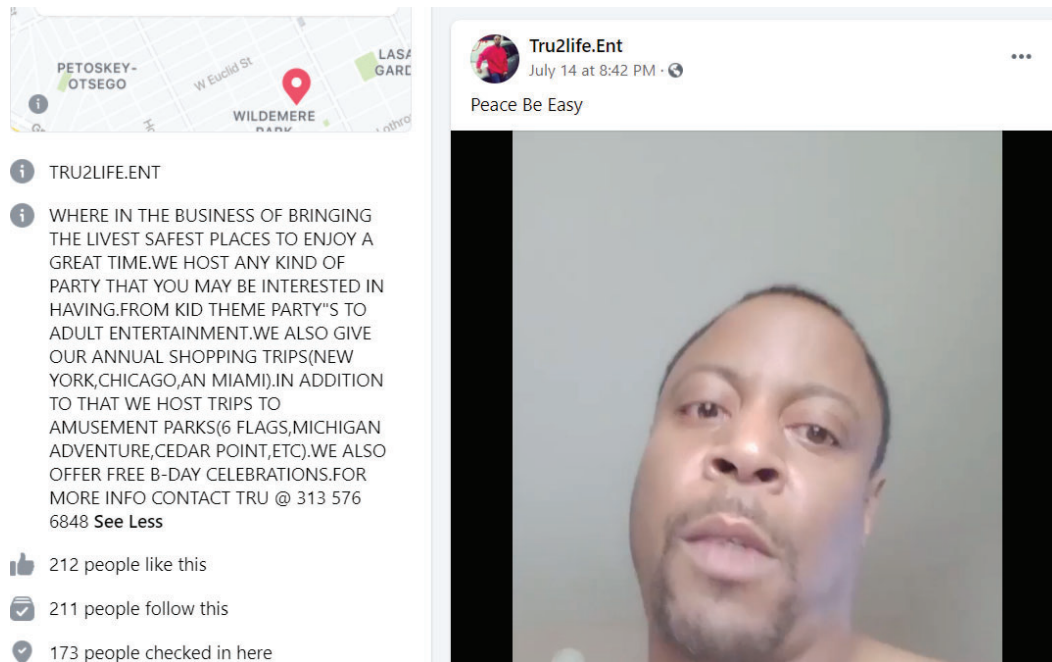 PETOSKEY-
OTSEGO
W Euclid St
WILDEMERE
PARK
TRU2LIFE.ENT
WHERE IN THE BUSINESS OF BRINGING
THE LIVEST SAFEST PLACES TO ENJOY A
GREAT TIME.WE HOST ANY KIND OF
PARTY THAT YOU MAY BE INTERESTED IN
HAVING.FROM KID THEME PARTY"S TO
ADULT ENTERTAINMENT.WE ALSO GIVE
OUR ANNUAL SHOPPING TRIPS(NEW
YORK,CHICAGO,AN MIAMI).IN ADDITION
TO THAT WE HOST TRIPS TO
AMUSEMENT PARKS(6 FLAGS,MICHIGAN
ADVENTURE,CEDAR POINT,ETC).WE ALSO
OFFER FREE B-DAY CELEBRATIONS.FOR
MORE INFO CONTACT TRU @ 313 576
6848 See Less
212 people like this
211 people follow this
173 people checked in here
Tru2life.Ent
July 14 at 8:42 PM ·
Peace Be Easy